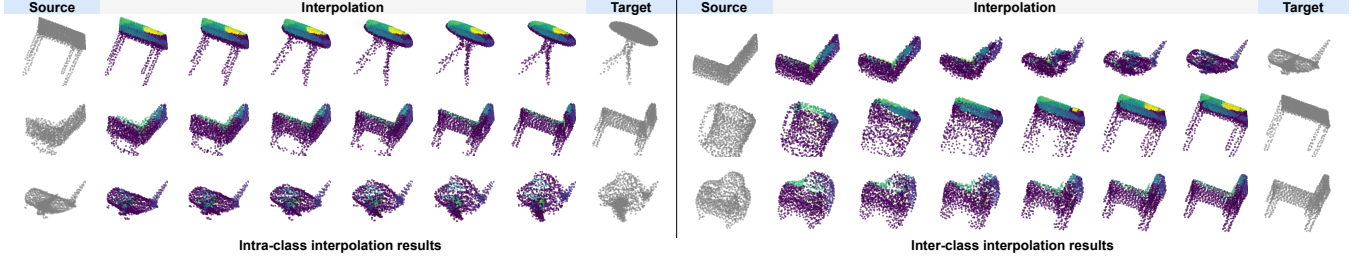 Source Interpolation Target Source Interpolation Target
Intra-class interpolation results Inter-class interpolation results